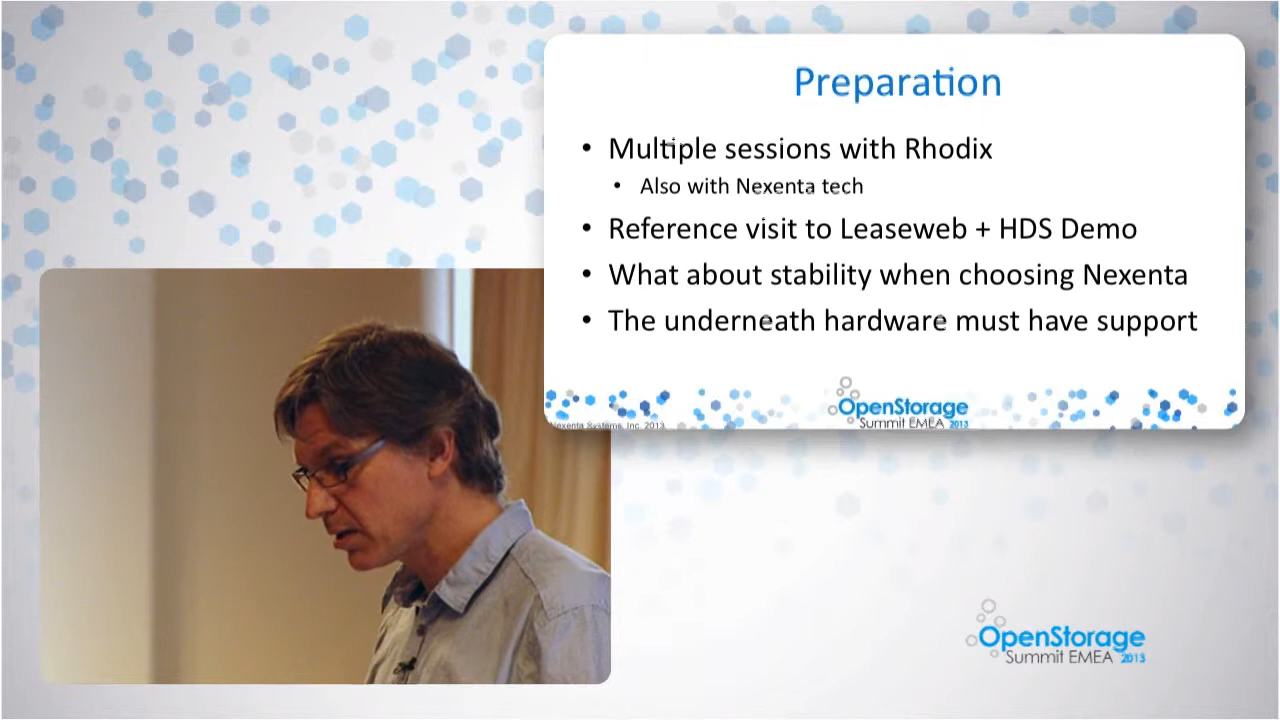 Preparation
• Multiple sessions with Rhodix
• Also with Nexenta tech
• Reference visit to Leaseweb + HDS Demo
• What about stability when choosing Nexenta
• The underneath hardware must have support
OpenStorage
Summit EMEA 2013
Nexenta Systems, Inc. 2013
OpenStorage
Summit EMEA 2013